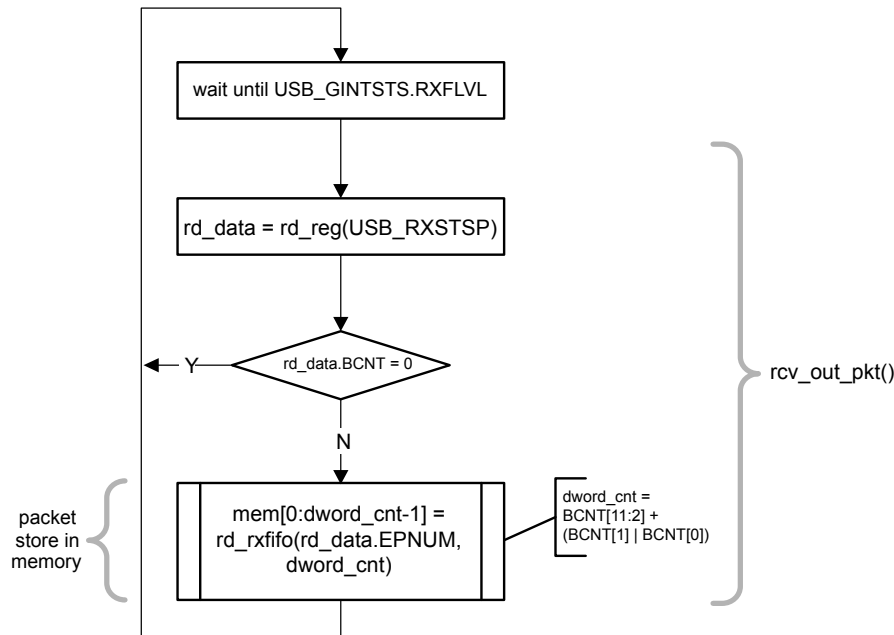 wait until USB_GINTSTS.RXFLVL
rd_data = rd_reg(USB_RXSTSP)
rd_data.BCNT = 0
Y
rcv_out_pkt()
N
packet
store in
memory
mem[0:dword_cnt-1] =
rd_rxfifo(rd_data.EPNUM,
dword_cnt)
dword_cnt =
BCNT[11:2] +
(BCNT[1] | BCNT[0])